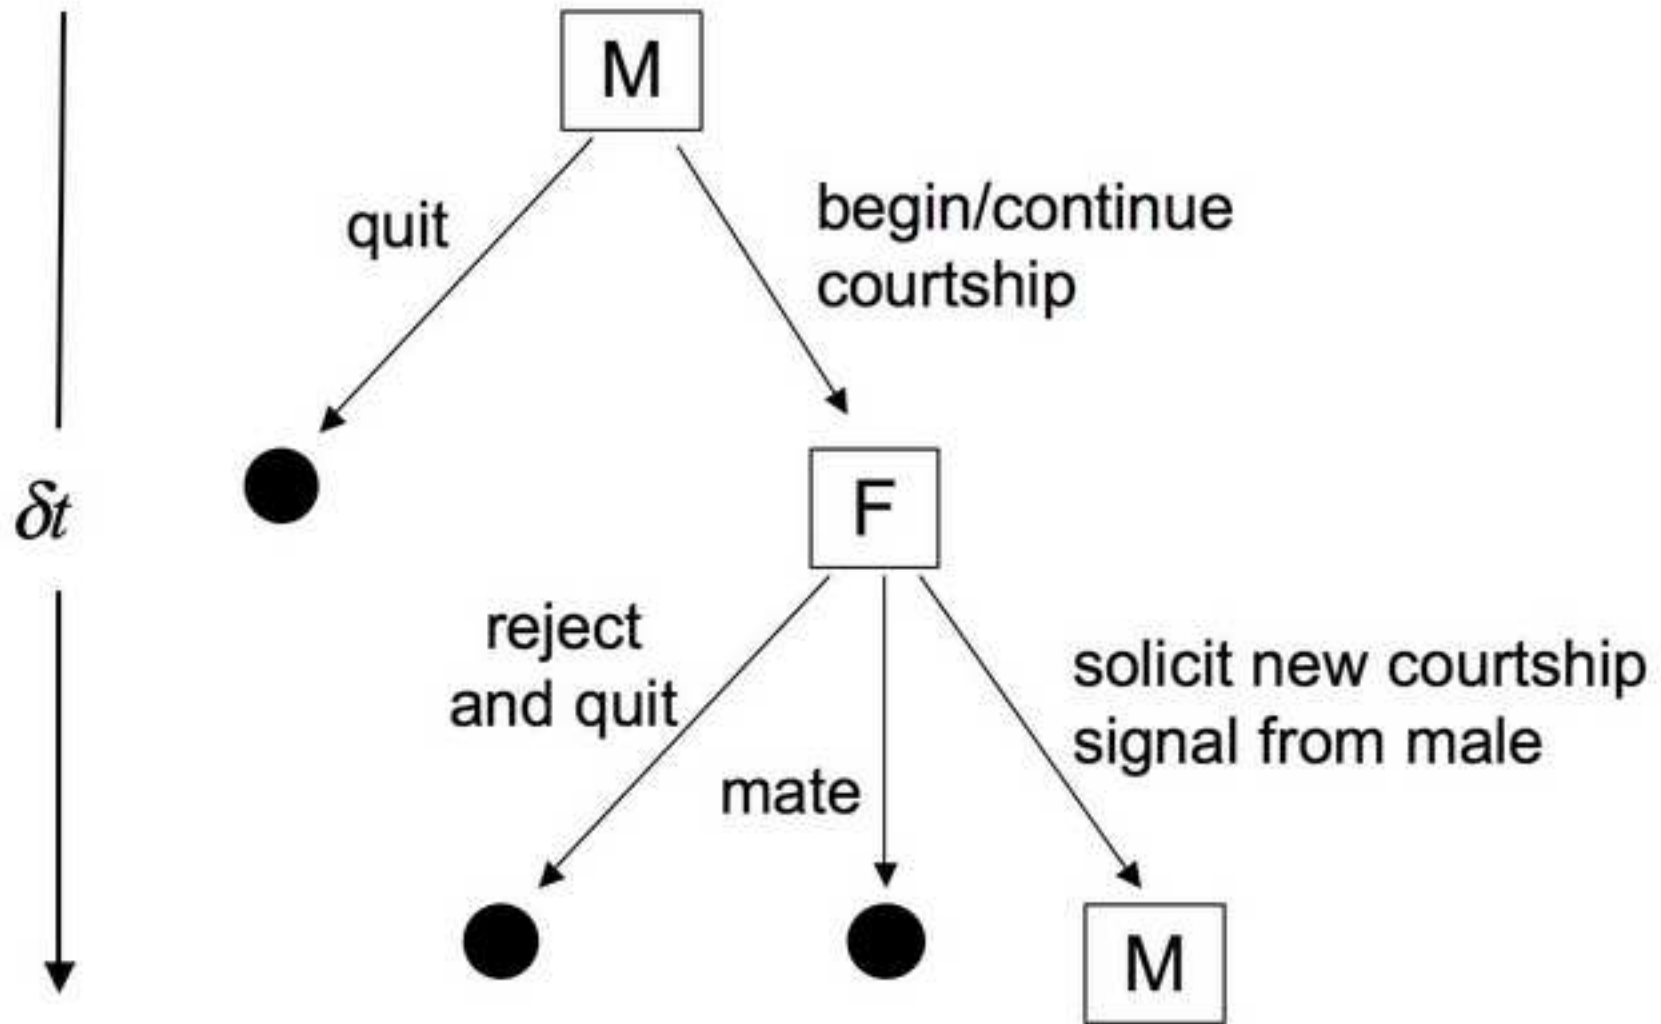 M
quit
begin/continue
courtship
δt
F
reject
and quit
mate
solicit new courtship
signal from male
M